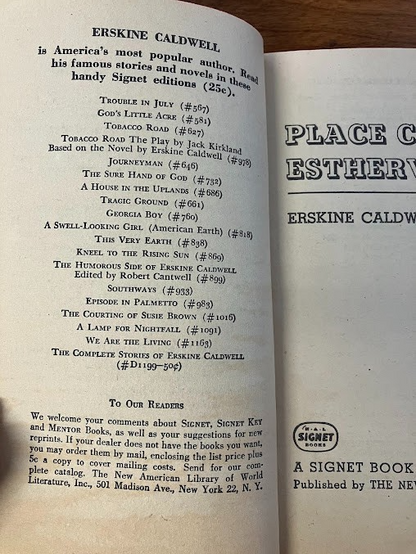 ERSKINE CALDWELL
is America's most popular author. Read
his famous stories and novels in these
handy Signet editions (25c).
TROUBLE IN JULY (#567)
GOD'S LITTLE ACRE (#581)
TOBACCO ROAD (#627)
TOBACCO ROAD The Play by Jack Kirkland
Based on the Novel by Erskine Caldwell (#978)
JOURNEYMAN (#646)
THE SURE HAND OF GOD (#732)
A HOUSE IN THE UPLANDS (#686)
TRAGIC GROUND (#661)
GEORGIA BOY (#760)
A SWELL-LOOKING GIRL (American Earth) (#818)
THIS VERY EARTH (#838)
KNEEL TO THE RISING SUN (#869)
THE HUMOROUS SIDE OF ERSKINE CALDWELL
Edited by Robert Cantwell (#899)
SOUTHWAYS (#933)
EPISODE IN PALMETTO (#983)
THE COURTING OF SUSIE BROWN (#1016)
A LAMP FOR NIGHTFALL (#1091)
WE ARE THE LIVING (#1163)
THE COMPLETE STORIES OF ERSKINE CALDWELL
(#D1199-50¢)
TO OUR READERS
We welcome your comments about SIGNET, SIGNET KEY
and MENTOR BOOKS, as well as your suggestions for new
reprints. If your dealer does not have the books you want,
you may order them by mail, enclosing the list price plus
5c a copy to cover mailing costs. Send for our com-
plete catalog. The New American Library of World
Literature, Inc., 501 Madison Ave., New York 22, N. Y.
PLACE C
ESTHERV
ERSKINE CALDW
N·A·L
SIGNET
BOOKS
A SIGNET BOOK
Published by THE NEW